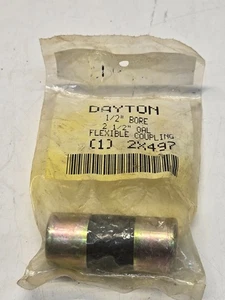 DAYTON
1/2" BORE
2 1/2" OAL
FLEXIBLE COUPLING
(1) 2X497